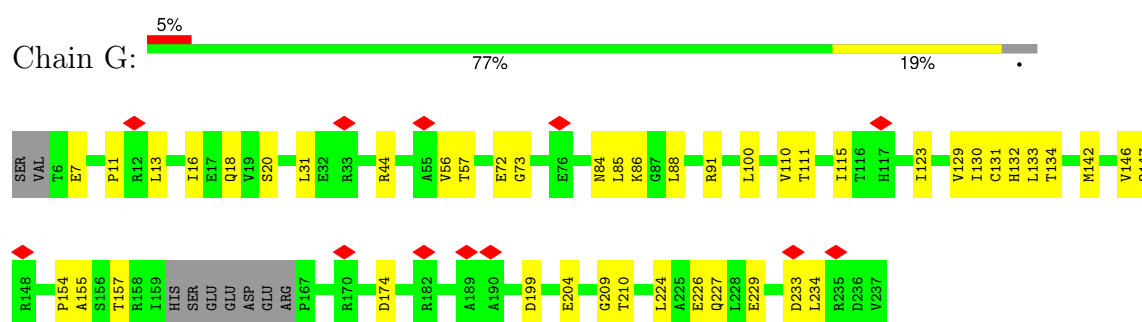 5%
Chain G:
77% 19% •
SER VAL T6 E7 P11 R12 L13 I16 E17 Q18 V19 S20 L31 E32 R33 R44 A55 V56 T57 E72 G73 E76 N84 L85 K86 G87 L88 R91 L100 V110 T111 I115 T116 H117 I123 V129 I130 C131 H132 L133 T134 M142 V146
R148 P154 A155 S156 T157 R158 I159 HIS SER GLU GLU ASP GLU ARG P167 R170 D174 R182 A189 A190 D199 E204 G209 T210 L224 A225 E226 Q227 L228 E229 D233 L234 R235 D236 V237